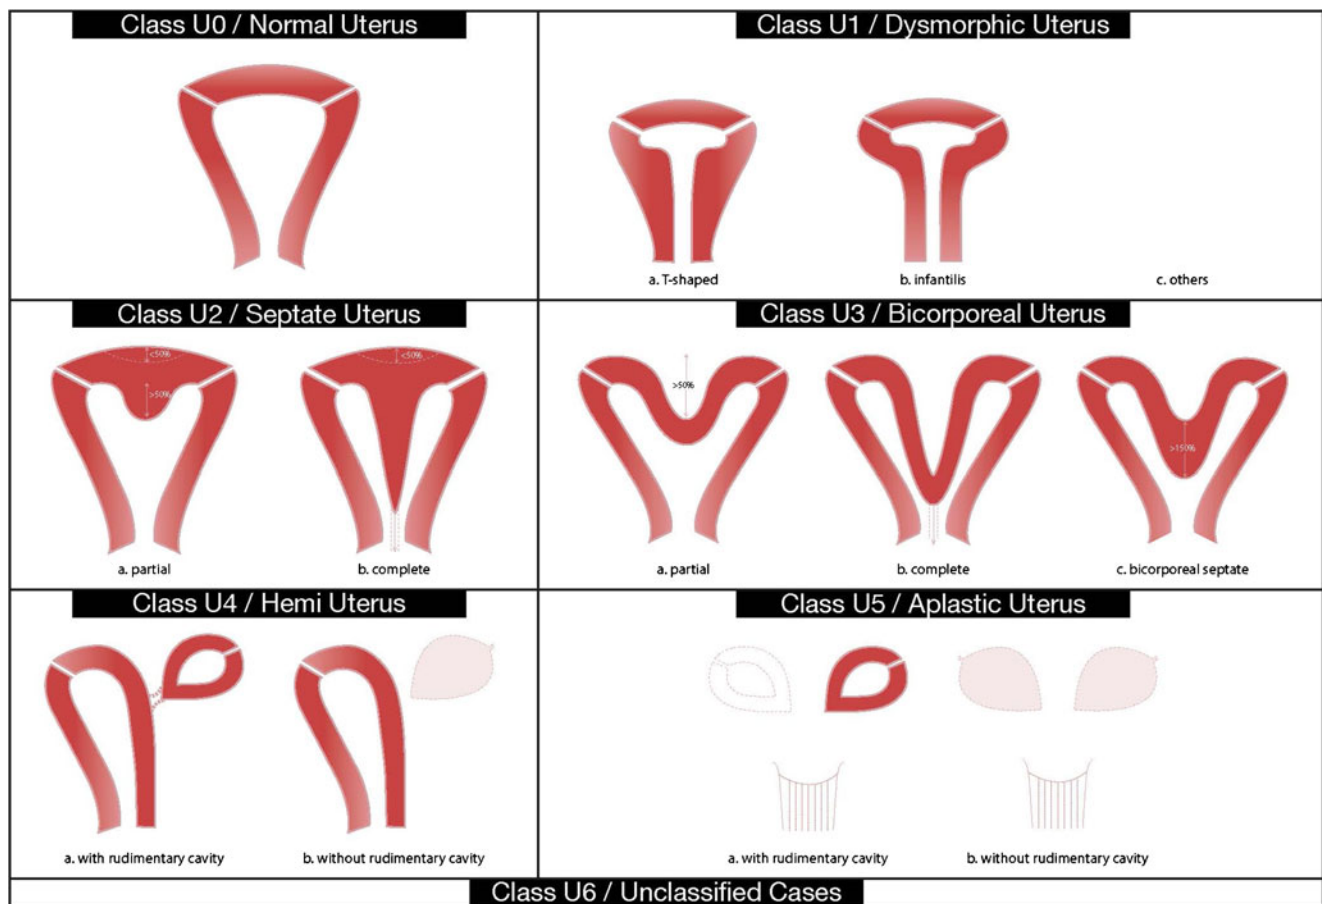 Class U0 / Normal Uterus
Class U1 / Dysmorphic Uterus
a. T-shaped
b. infantilis
c. others
Class U2 / Septate Uterus
<50%
>50%
a. partial
<50%
b. complete
Class U3 / Bicorporeal Uterus
>50%
a. partial
b. complete
>150%
c. bicorporeal septate
Class U4 / Hemi Uterus
a. with rudimentary cavity
b. without rudimentary cavity
Class U5 / Aplastic Uterus
a. with rudimentary cavity
b. without rudimentary cavity
Class U6 / Unclassified Cases